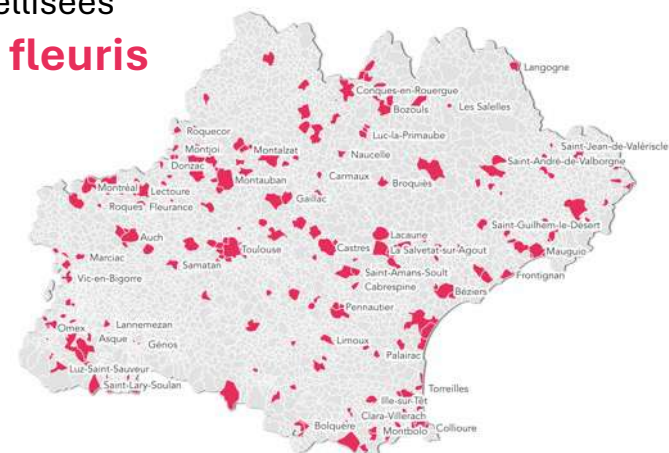 fleuris
Langogne
Conques-en-Rouergue
Bozouls
Les Salelles
Roquecor
Luc-la-Primaube
Saint-Jean-de-Valériscle
Montjoi
Montalzat
Naucelle
Saint-André-de-Valborgne
Donzac
Montauban
Carmaux
Broquiès
Montréal
Lectoure
Gaillac
Roques
Fleurance
Saint-Guilhem-le-Désert
Auch
Toulouse
Castres
Lacaune
La Salvetat-sur-Agout
Mauguio
Marciac
Samatan
Saint-Amans-Soult
Frontignan
Vic-en-Bigorre
Cabrespine
Béziers
Pennautier
Omex
Lannemezan
Asque
Génos
Limoux
Palairac
Luz-Saint-Sauveur
Saint-Lary-Soulan
Torreilles
Ille-sur-Têt
Clara-Villerach
Bolquère
Montbolo
Collioure